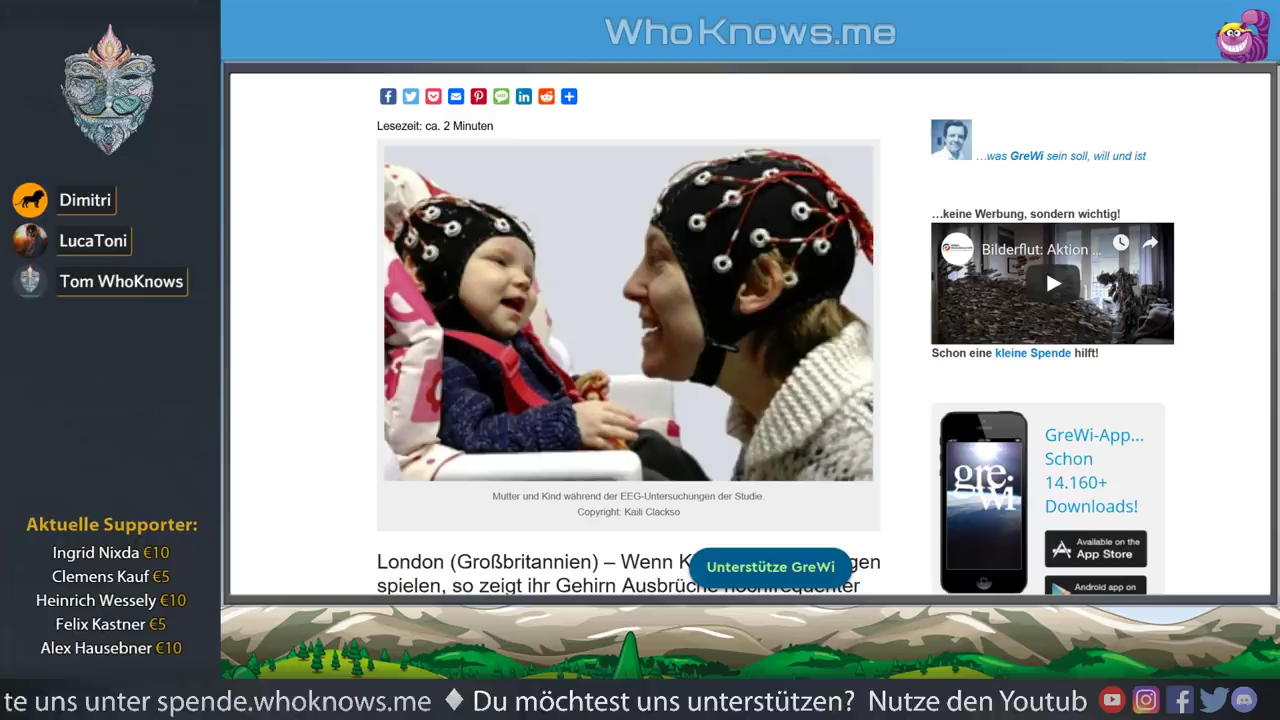 WhoKnows.me
Dimitri
LucaToni
Tom WhoKnows
Aktuelle Supporter:
Ingrid Nixda €10
Clemens Kauf €5
Heinrich Wessely €10
Felix Kastner €5
Alex Hausebner €10
Lesezeit: ca. 2 Minuten
Mutter und Kind während der EEG-Untersuchungen der Studie.
Copyright: Kaili Clackso
London (Großbritannien) – Wenn K gen
spielen, so zeigt ihr Gehirn Ausbrüche hochfrequenter
Unterstütze GreWi
...was GreWi sein soll, will und ist
...keine Werbung, sondern wichtig!
Bilderflut: Aktion ...
Schon eine kleine Spende hilft!
gre.
wi
GreWi-App...
Schon
14.160+
Downloads!
Available on the
App Store
Android app on
te uns unter spende.whoknows.me ♦ Du möchtest uns unterstützen? Nutze den Youtub